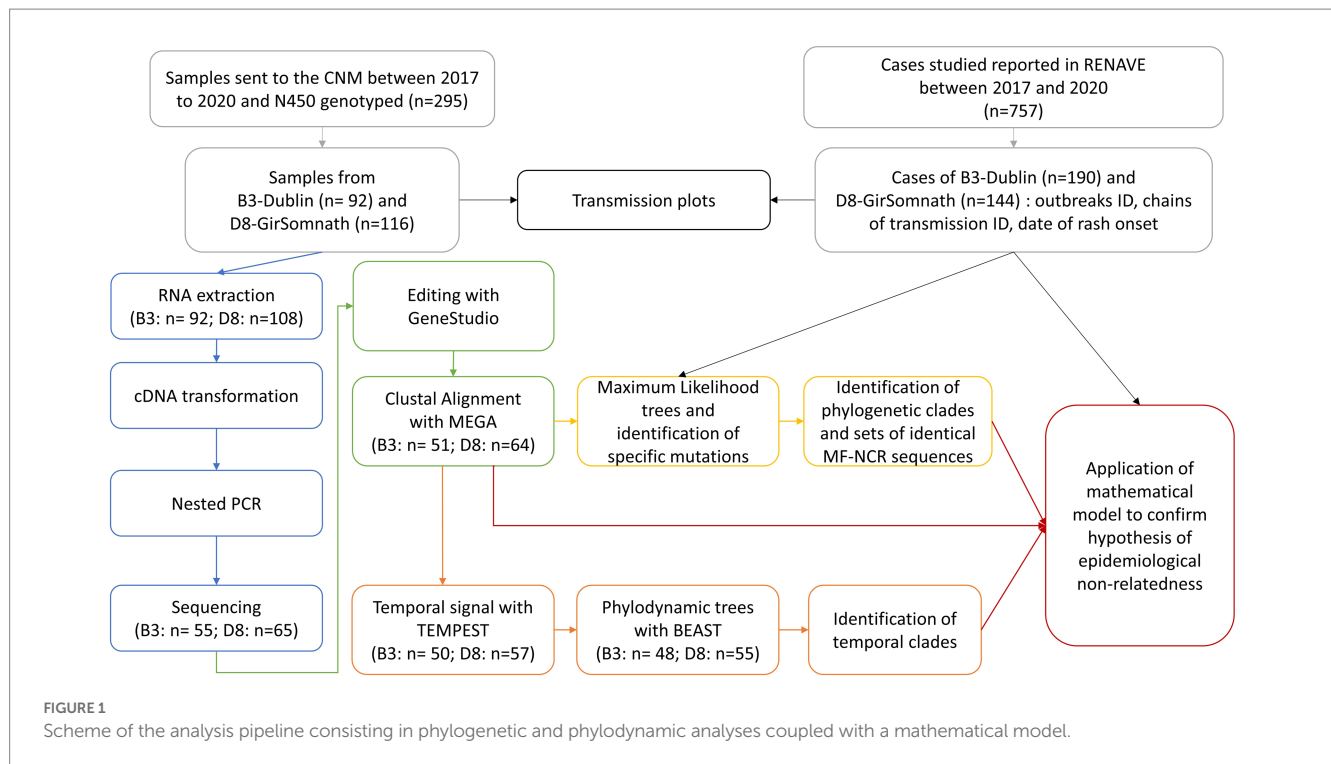 Samples sent to the CNM between 2017
to 2020 and N450 genotyped (n=295)
Cases studied reported in RENAVE
between 2017 and 2020
(n=757)
Samples from
B3-Dublin (n= 92) and
D8-GirSomnath (n=116)
Transmission plots
Cases of B3-Dublin (n=190) and
D8-GirSomnath (n=144) : outbreaks ID, chains
of transmission ID, date of rash onset
RNA extraction
(B3: n= 92; D8: n=108)
cDNA transformation
Nested PCR
Sequencing
(B3: n= 55; D8: n=65)
Editing with
GeneStudio
Clustal Alignment
with MEGA
(B3: n= 51; D8: n=64)
Maximum Likelihood
trees and
identification of
specific mutations
Identification of
phylogenetic clades
and sets of identical
MF-NCR sequences
Temporal signal with
TEMPEST
(B3: n= 50; D8: n=57)
Phylodynamic trees
with BEAST
(B3: n= 48; D8: n=55)
Identification of
temporal clades
Application of
mathematical
model to confirm
hypothesis of
epidemiological
non-relatedness
FIGURE 1
Scheme of the analysis pipeline consisting in phylogenetic and phylodynamic analyses coupled with a mathematical model.